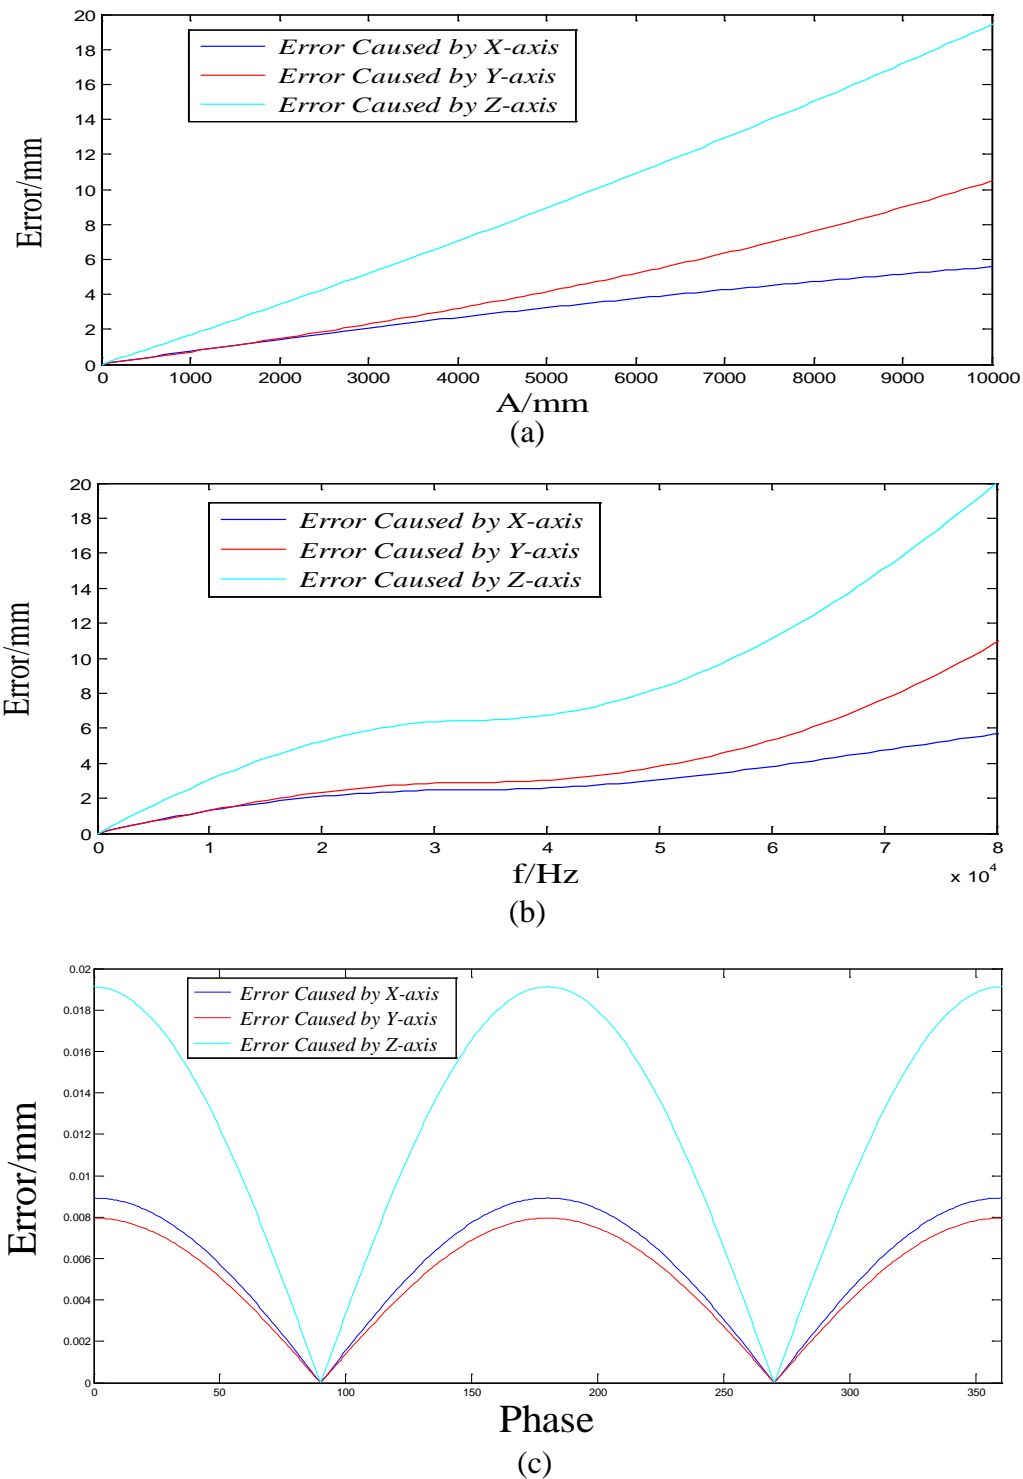 20
18
16
14
12
10
8
6
4
2
0
Error/mm
Error Caused by X-axis
Error Caused by Y-axis
Error Caused by Z-axis
0 1000 2000 3000 4000 5000 6000 7000 8000 9000 10000
A/mm
(a)
20
18
16
14
12
10
8
6
4
2
0
Error/mm
Error Caused by X-axis
Error Caused by Y-axis
Error Caused by Z-axis
0 1 2 3 4 5 6 7 8
x 10^4
f/Hz
(b)
0.02
0.018
0.016
0.014
0.012
0.01
0.008
0.006
0.004
0.002
0
Error/mm
Error Caused by X-axis
Error Caused by Y-axis
Error Caused by Z-axis
0 50 100 150 200 250 300 350
Phase
(c)